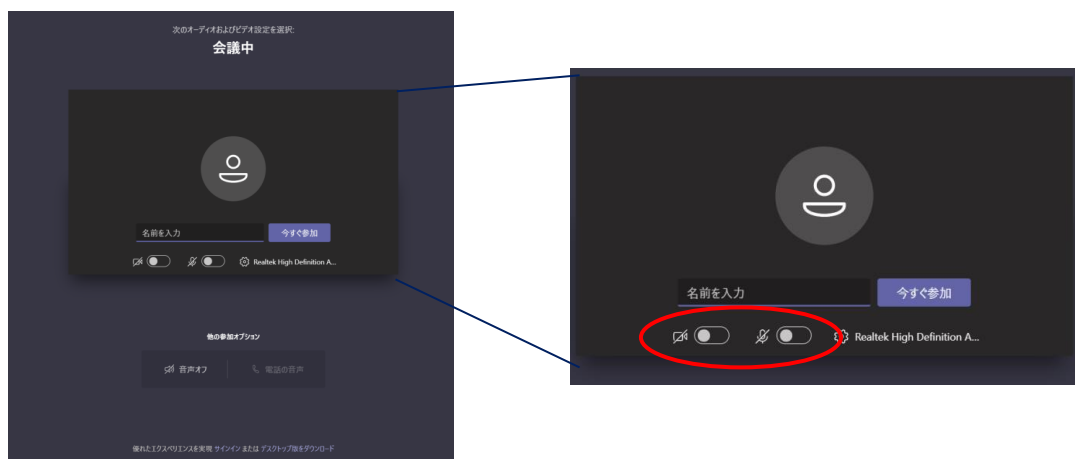 次のオーディオおよびビデオ設定を選択:
会議中
名前を入力
今すぐ参加
Realtek High Definition A...
他の参加オプション
音声オフ
電話の音声
優れたエクスペリエンスを実現 サインイン または デスクトップ版をダウンロード
名前を入力
今すぐ参加
Realtek High Definition A...